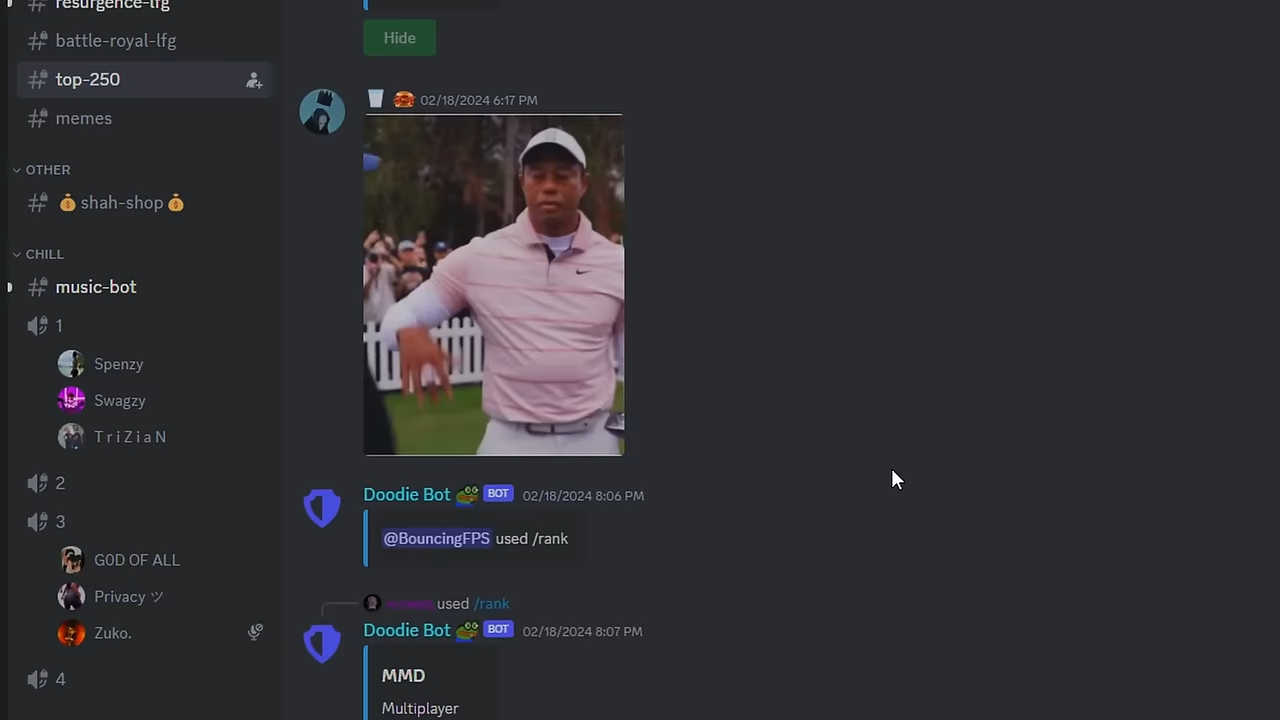 resurgence-lfg
battle-royal-lfg
top-250
memes
OTHER
shah-shop
CHILL
music-bot
1
Spenzy
Swagzy
T r i Z i a N
2
3
G0D OF ALL
Privacy ツ
Zuko.
4
Hide
02/18/2024 6:17 PM
Doodie Bot BOT 02/18/2024 8:06 PM
@BouncingFPS used /rank
used /rank
Doodie Bot BOT 02/18/2024 8:07 PM
MMD
Multiplayer